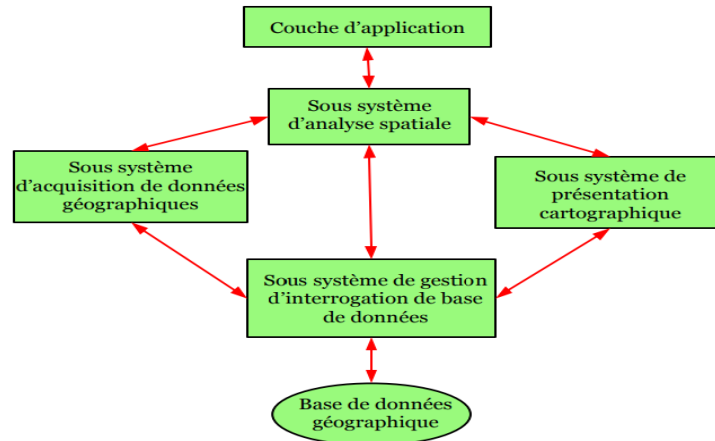 Couche d'application
Sous système
d'analyse spatiale
Sous système
d'acquisition de données
géographiques
Sous système de
présentation
cartographique
Sous système de gestion
d'interrogation de base
de données
Base de données
géographique